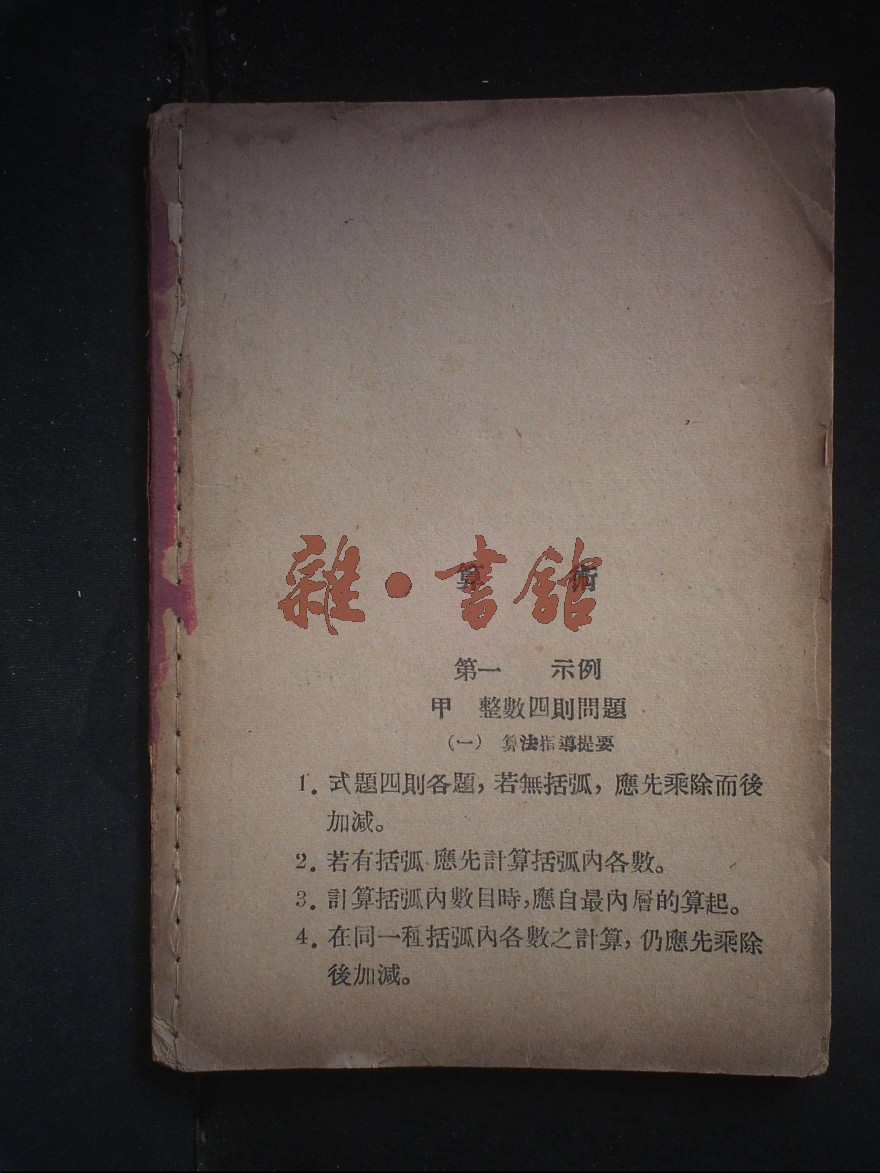 算 術
雜·書館
第一 示例
甲 整數四則問題
(一) 算法指導提要
1. 式題四則各題，若無括弧，應先乘除而後
加減。
2. 若有括弧 應先計算括弧內各數。
3. 計算括弧內數目時，應自最內層的算起。
4. 在同一種括弧內各數之計算，仍應先乘除
後加減。